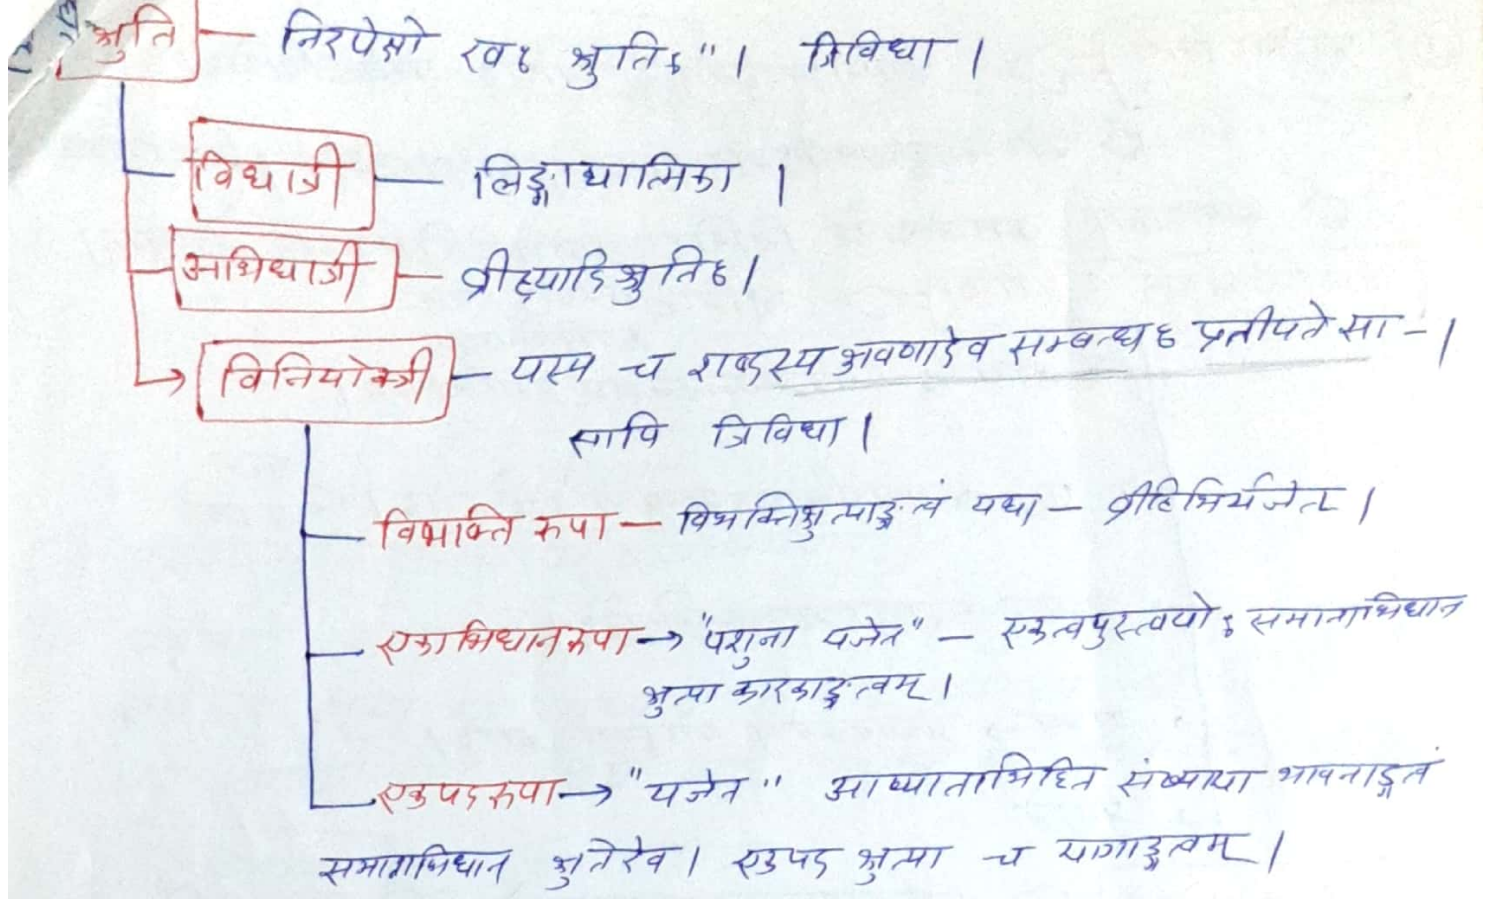 श्रुति — निरपेक्षो रवः श्रुतिः" । त्रिविधा ।
विधात्री — लिङ्गाद्यात्मिका ।
अभिधात्री — व्रीह्यादिश्रुतिः ।
विनियोक्त्री — यस्य च शब्दस्य श्रवणादेव सम्बन्धः प्रतीयते सा - ।
सापि त्रिविधा ।
विभक्ति रुपा — विभक्तिश्रुत्याङ्गत्वं यथा — व्रीहिभिर्यजेत ।
एकाभिधानरुपा → "पशुना यजेत" — एकत्वपुस्त्वयोः समानाभिधान
श्रुत्या कारकाङ्गत्वम् ।
एकपदरुपा → "यजेत" आख्याताभिहित संख्याया भावनाङ्गत्वं
समानाभिधान श्रुतेरेव । एकपद श्रुत्या च यागाङ्गत्वम् ।